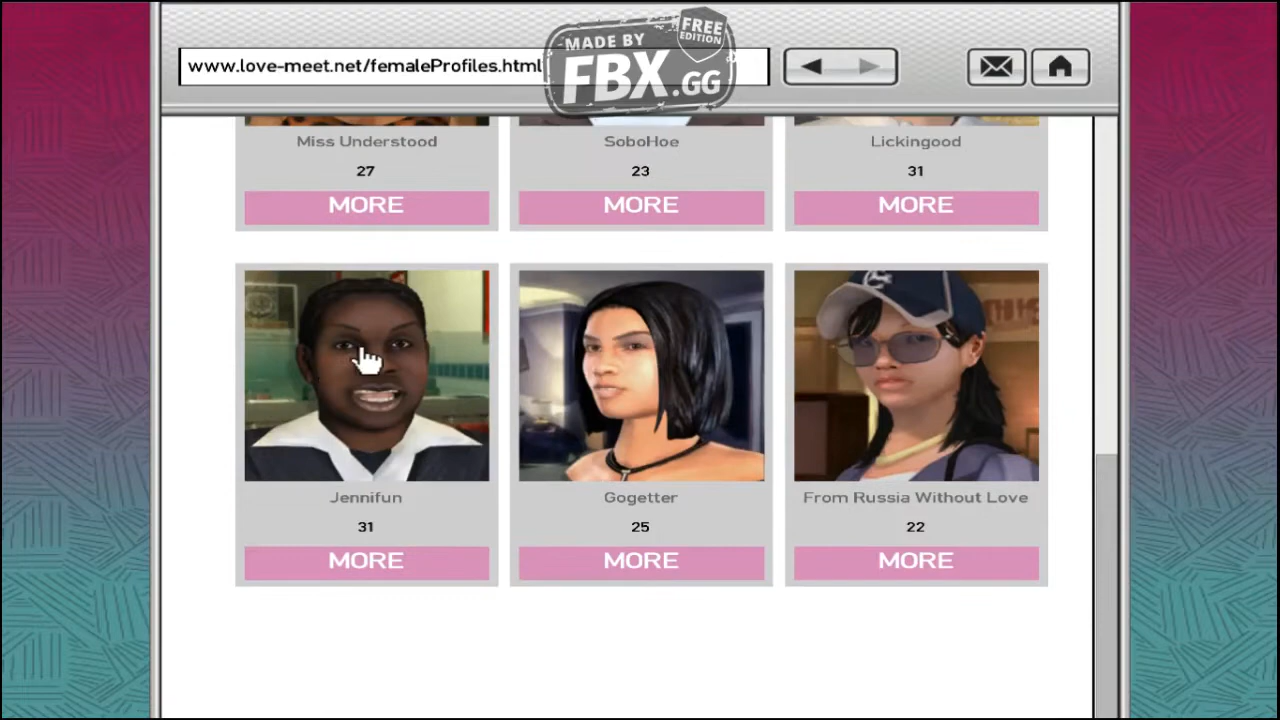 MADE BY
FREE
EDITION
FBX.GG
www.love-meet.net/femaleProfiles.html
Miss Understood
SoboHoe
Lickingood
27
23
31
MORE
MORE
MORE
Jennifun
Gogetter
From Russia Without Love
31
25
22
MORE
MORE
MORE